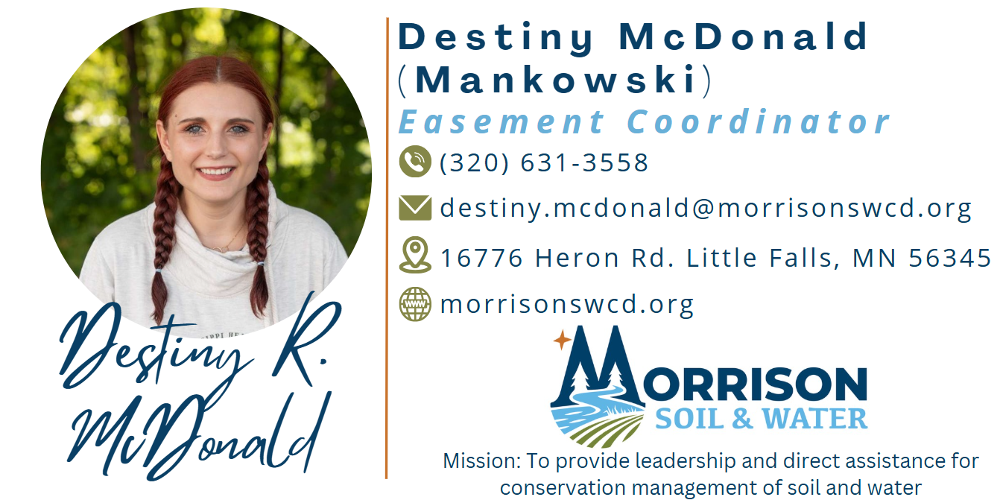 Destiny McDonald
(Mankowski)
Easement Coordinator
(320) 631-3558
destiny.mcdonald@morrisonswcd.org
16776 Heron Rd. Little Falls, MN 56345
www
morrisonswcd.org
MORRISON
SOIL & WATER
Mission: To provide leadership and direct assistance for
conservation management of soil and water
Destiny R.
McDonald